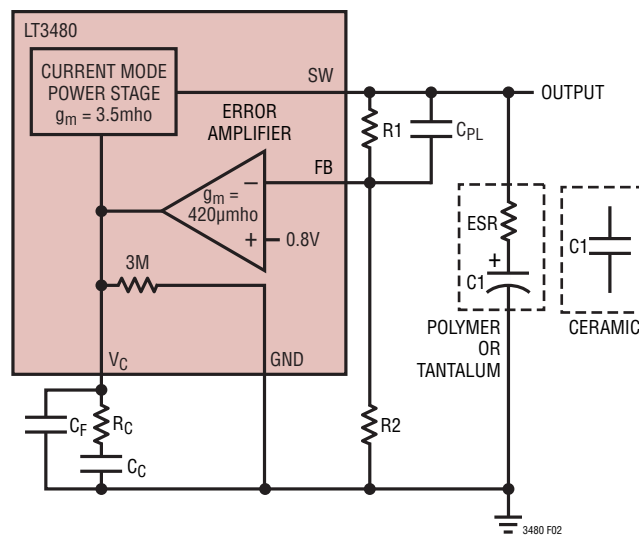 LT3480
CURRENT MODE
POWER STAGE
gm = 3.5mho
SW
OUTPUT
ERROR
AMPLIFIER
R1
CPL
FB
–
gm =
420µmho
+
0.8V
ESR
+
C1
C1
3M
POLYMER
OR
TANTALUM
CERAMIC
VC
GND
CF
RC
CC
R2
3480 F02